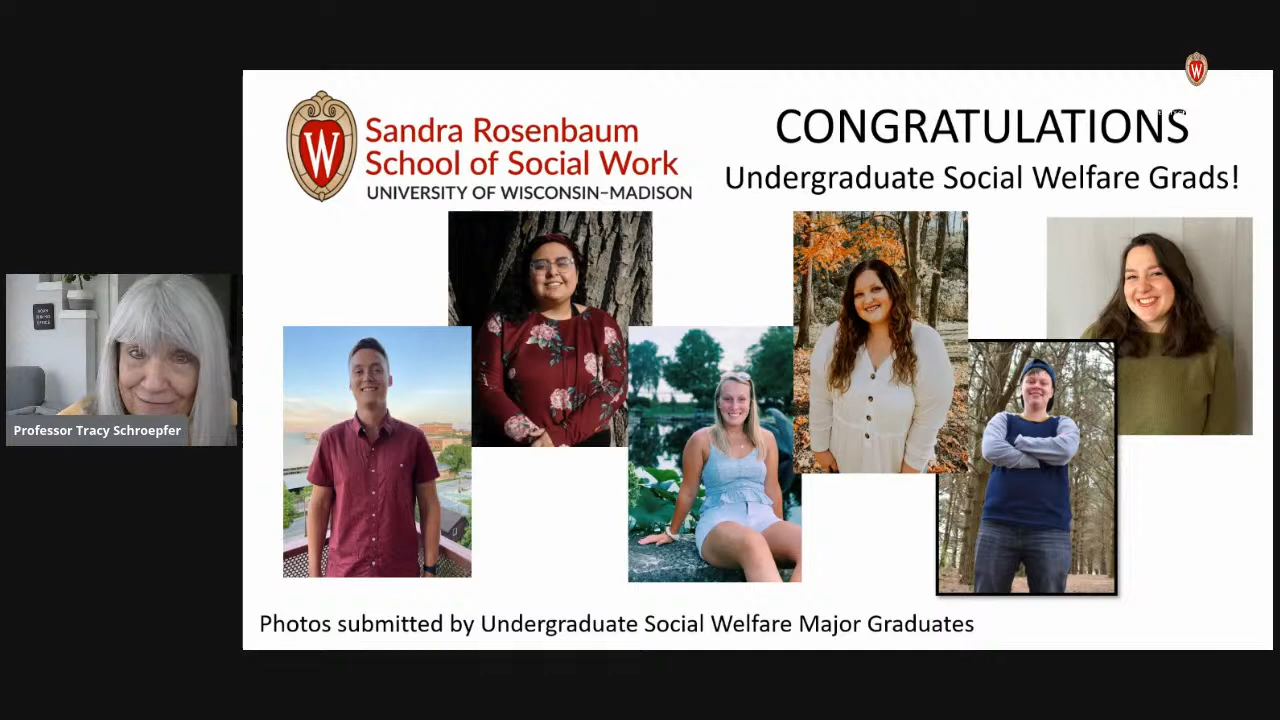 W
Sandra Rosenbaum
School of Social Work
UNIVERSITY OF WISCONSIN–MADISON
CONGRATULATIONS
Undergraduate Social Welfare Grads!
W
Professor Tracy Schroepfer
Photos submitted by Undergraduate Social Welfare Major Graduates